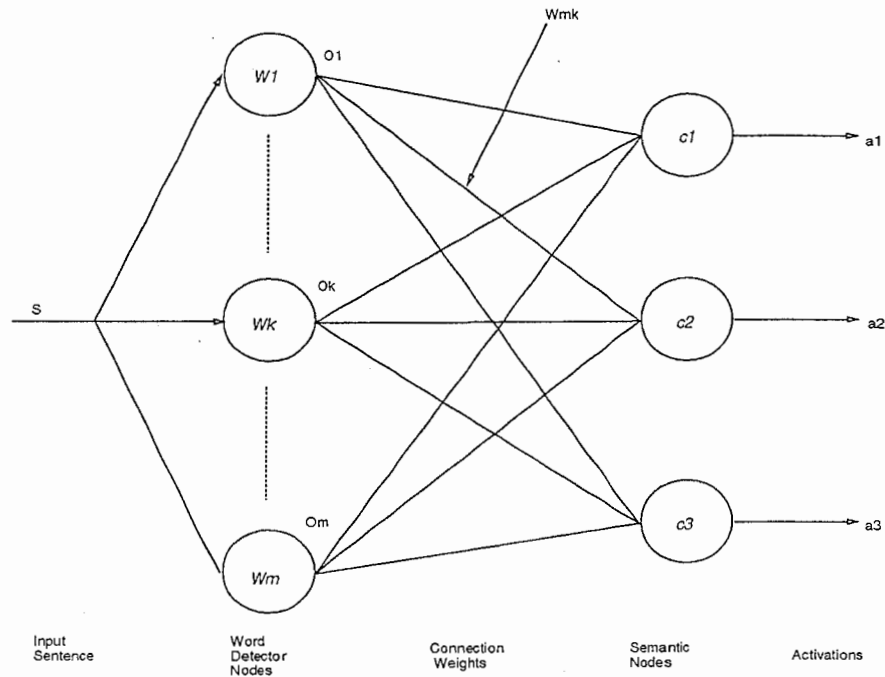 Wmk
O1
W1
c1
a1
Ok
S
Wk
c2
a2
Om
c3
a3
Wm
Input
Sentence
Word
Detector
Nodes
Connection
Weights
Semantic
Nodes
Activations